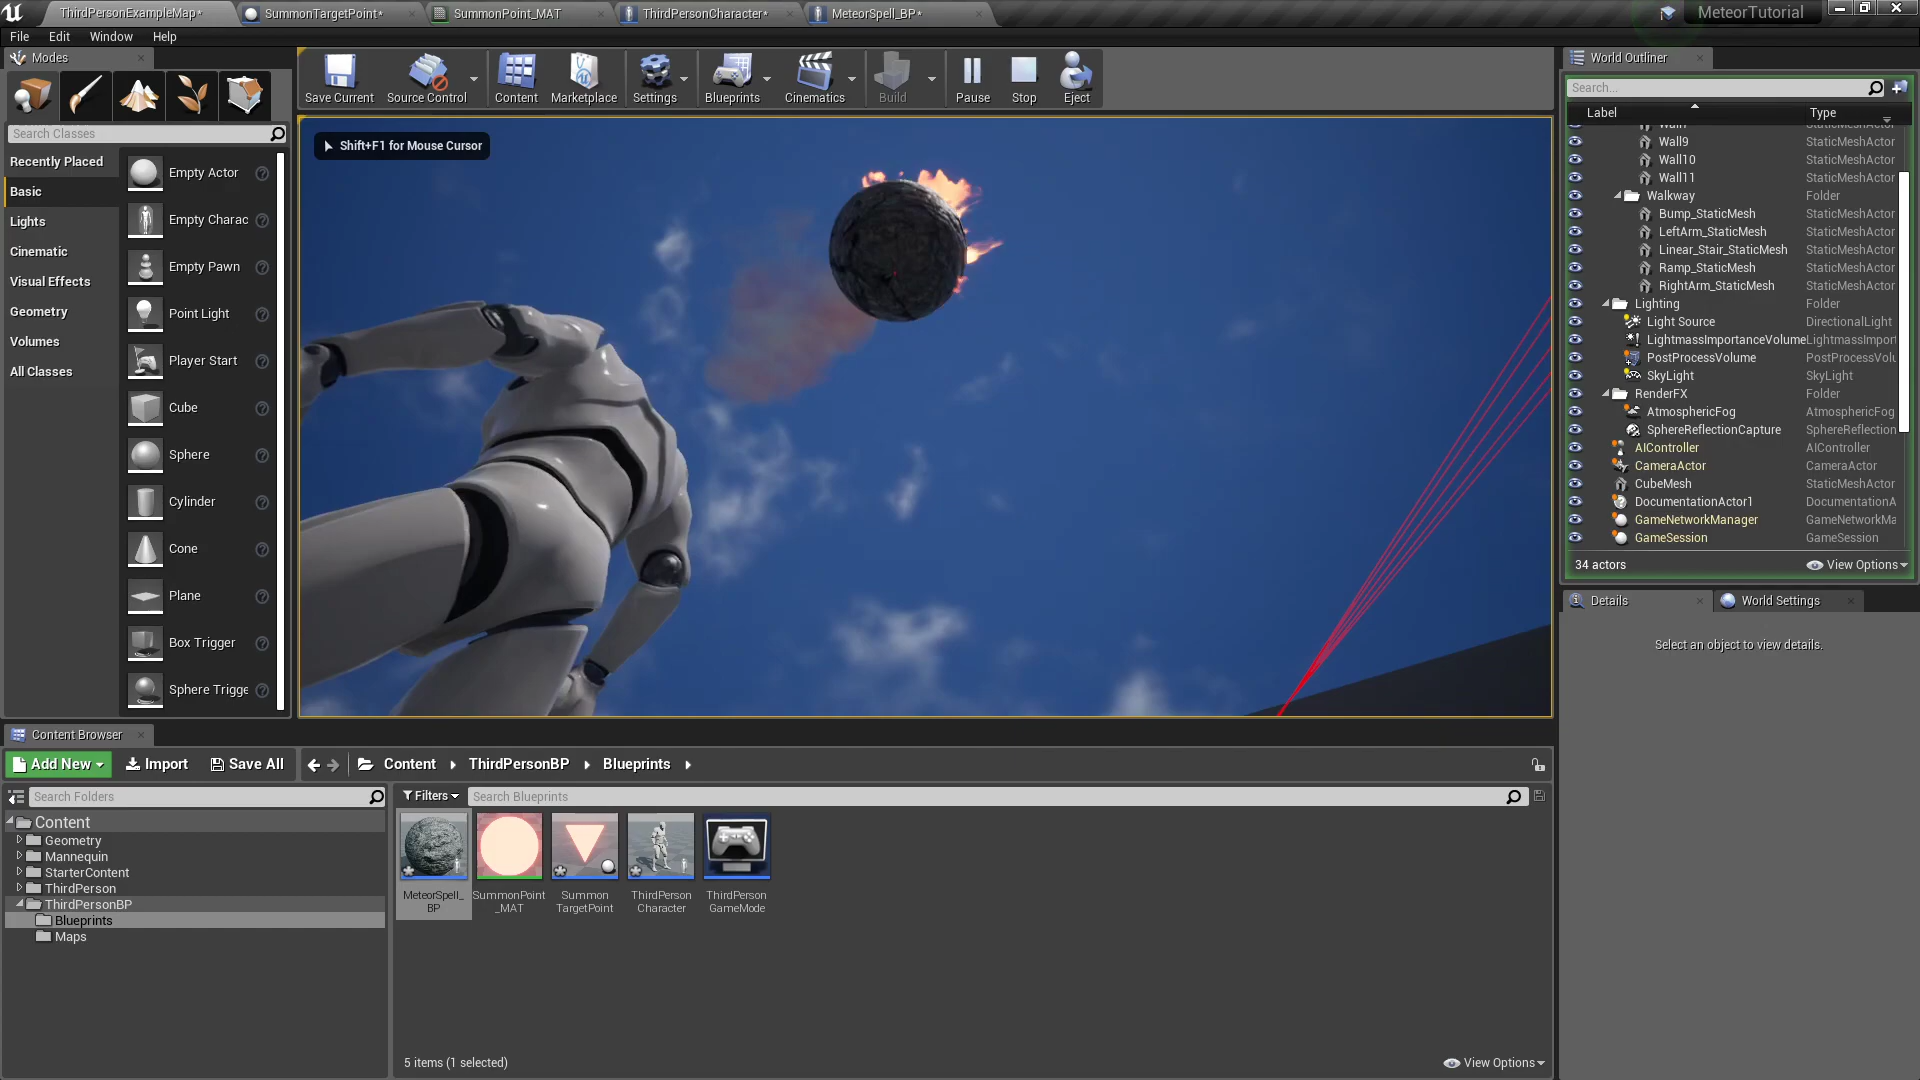 ThirdPersonExampleMap*
SummonTargetPoint*
SummonPoint_MAT
ThirdPersonCharacter*
MeteorSpell_BP*
MeteorTutorial
File Edit Window Help
Modes
Search Classes
Recently Placed
Basic
Lights
Cinematic
Visual Effects
Geometry
Volumes
All Classes
Empty Actor
Empty Charac
Empty Pawn
Point Light
Player Start
Cube
Sphere
Cylinder
Cone
Plane
Box Trigger
Sphere Trigge
Save Current
Source Control
Content
Marketplace
Settings
Blueprints
Cinematics
Build
Pause
Stop
Eject
Shift+F1 for Mouse Cursor
World Outliner
Search...
Label Type
Wall9 StaticMeshActor
Wall10 StaticMeshActor
Wall11 StaticMeshActor
Walkway Folder
Bump_StaticMesh StaticMeshActor
LeftArm_StaticMesh StaticMeshActor
Linear_Stair_StaticMesh StaticMeshActor
Ramp_StaticMesh StaticMeshActor
RightArm_StaticMesh StaticMeshActor
Lighting Folder
Light Source DirectionalLight
LightmassImportanceVolume LightmassImport
PostProcessVolume PostProcessVolu
SkyLight SkyLight
RenderFX Folder
AtmosphericFog AtmosphericFog
SphereReflectionCapture SphereReflection
AIController AIController
CameraActor CameraActor
CubeMesh StaticMeshActor
DocumentationActor1 DocumentationA
GameNetworkManager GameNetworkMa
GameSession GameSession
34 actors View Options
Details
World Settings
Select an object to view details.
Content Browser
Add New Import Save All Content ThirdPersonBP Blueprints
Search Folders
Content
Geometry
Mannequin
StarterContent
ThirdPerson
ThirdPersonBP
Blueprints
Maps
Filters Search Blueprints
MeteorSpell_
BP
SummonPoint
_MAT
Summon
TargetPoint
ThirdPerson
Character
ThirdPerson
GameMode
5 items (1 selected) View Options